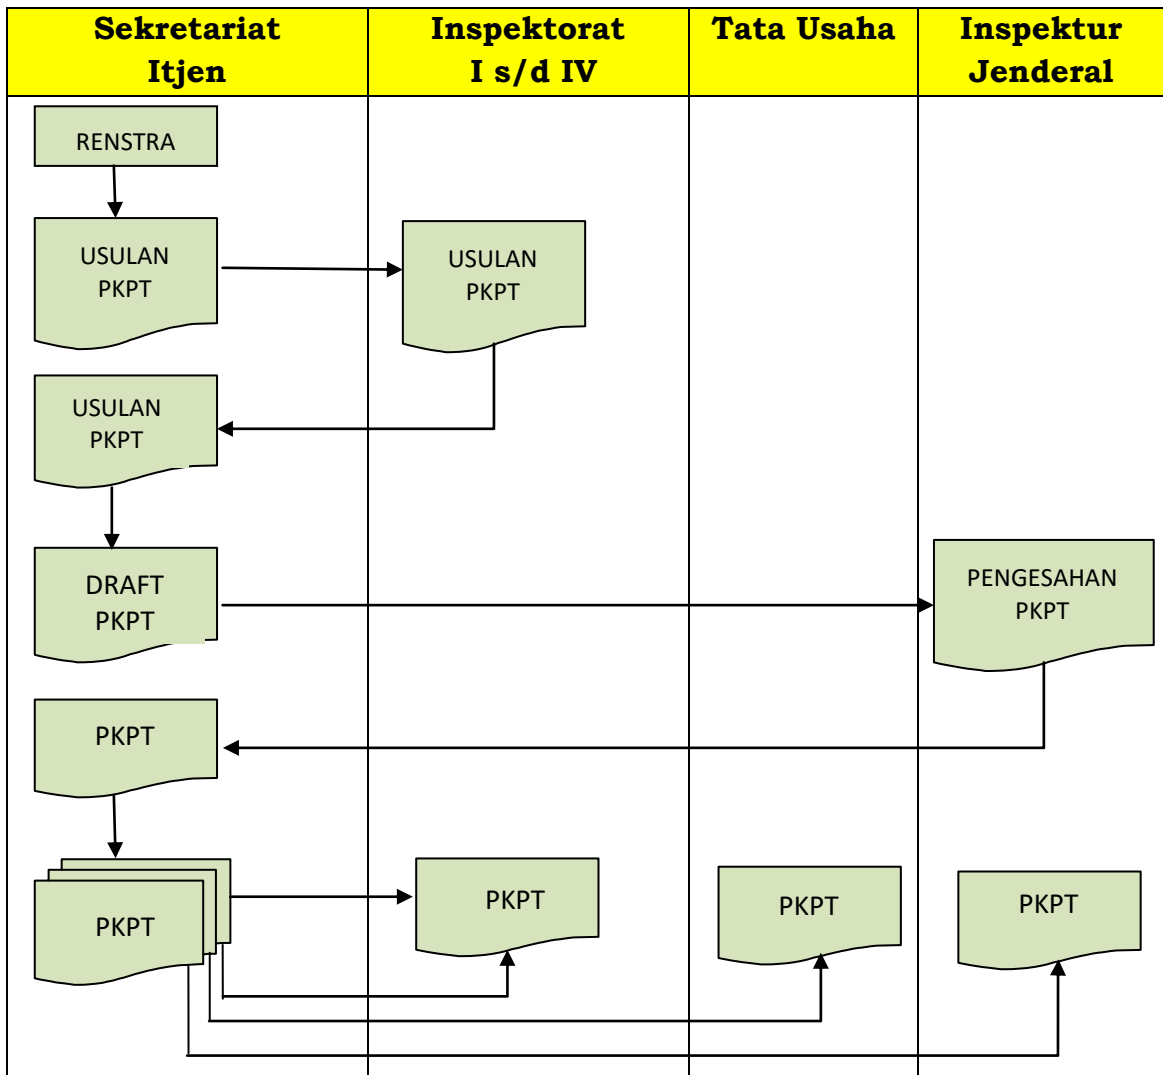 Sekretariat
Itjen
Inspektorat
I s/d IV
Tata Usaha
Inspektur
Jenderal
RENSTRA
USULAN
PKPT
USULAN
PKPT
USULAN
PKPT
DRAFT
PKPT
PENGESAHAN
PKPT
PKPT
PKPT
PKPT
PKPT
PKPT